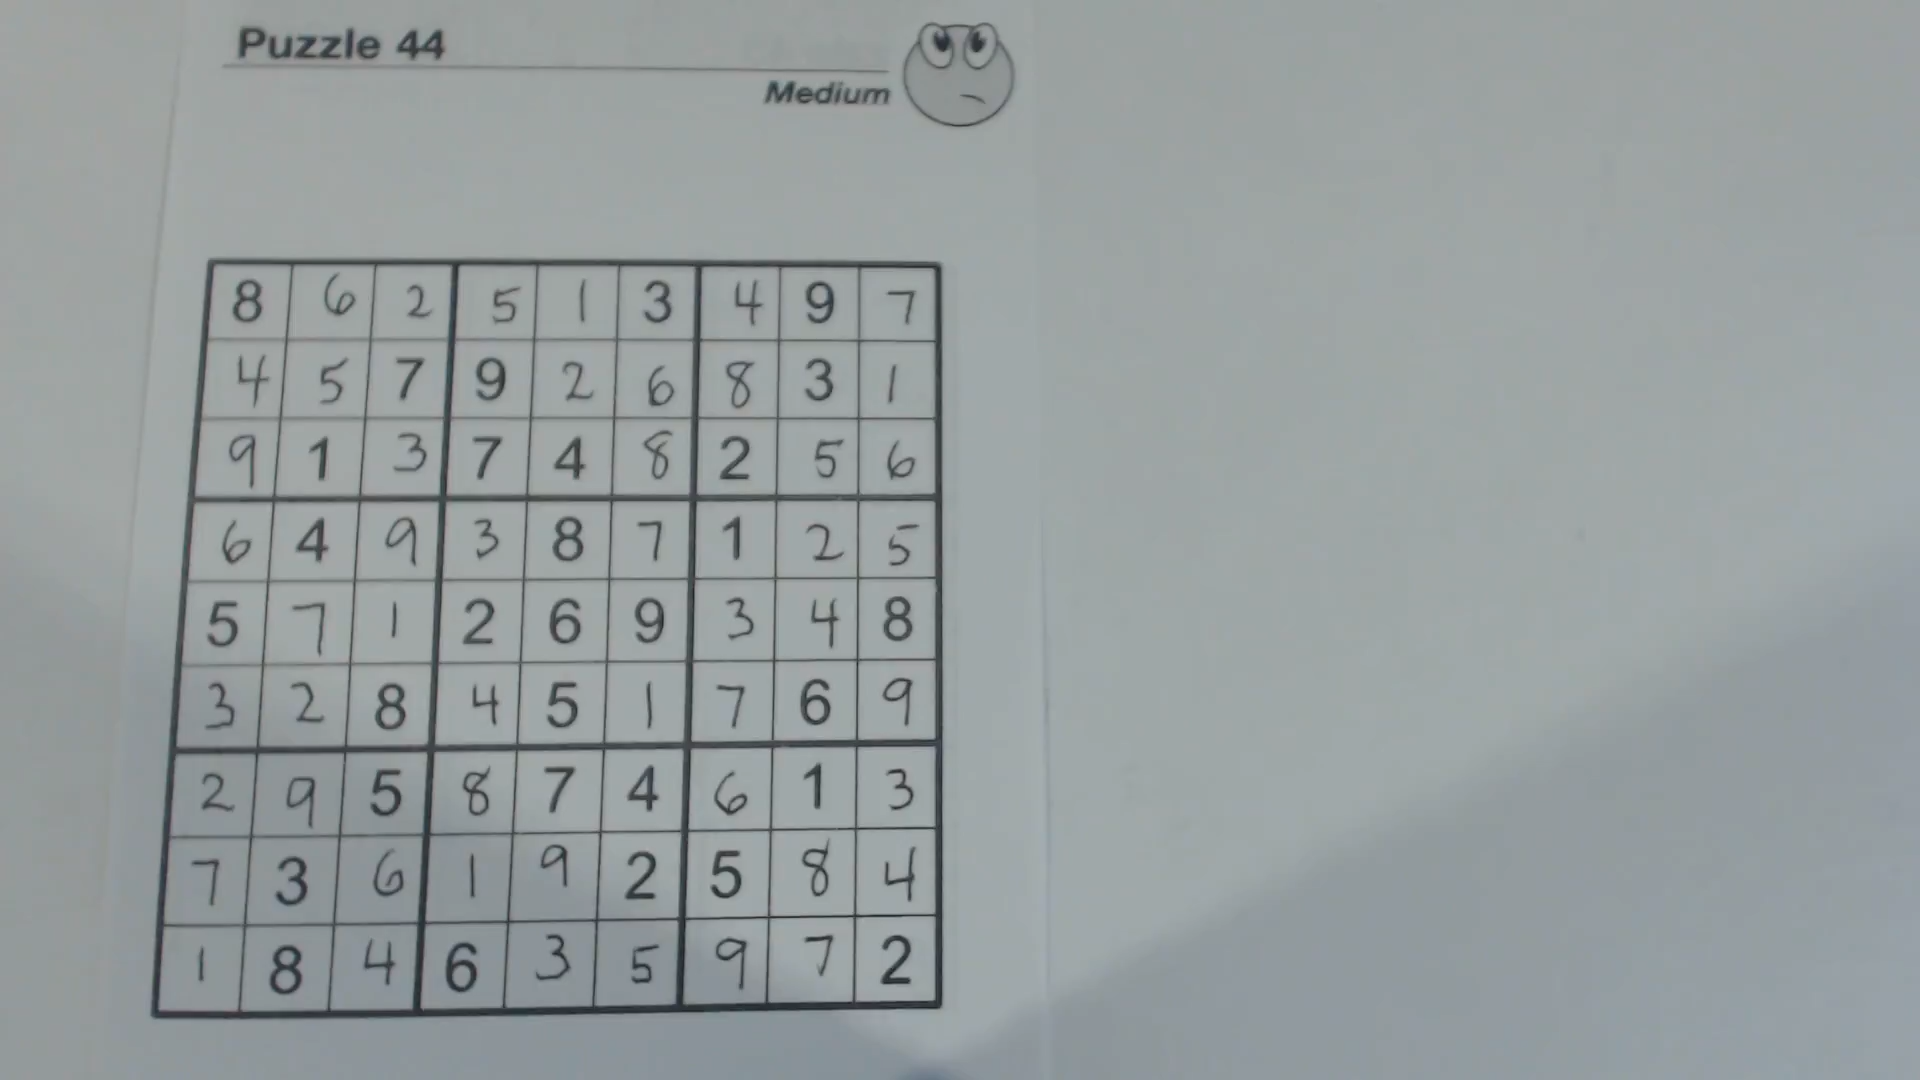 Puzzle 44
Medium
8 6 2 5 1 3 4 9 7
4 5 7 9 2 6 8 3 1
9 1 3 7 4 8 2 5 6
6 4 9 3 8 7 1 2 5
5 7 1 2 6 9 3 4 8
3 2 8 4 5 1 7 6 9
2 9 5 8 7 4 6 1 3
7 3 6 1 9 2 5 8 4
1 8 4 6 3 5 9 7 2